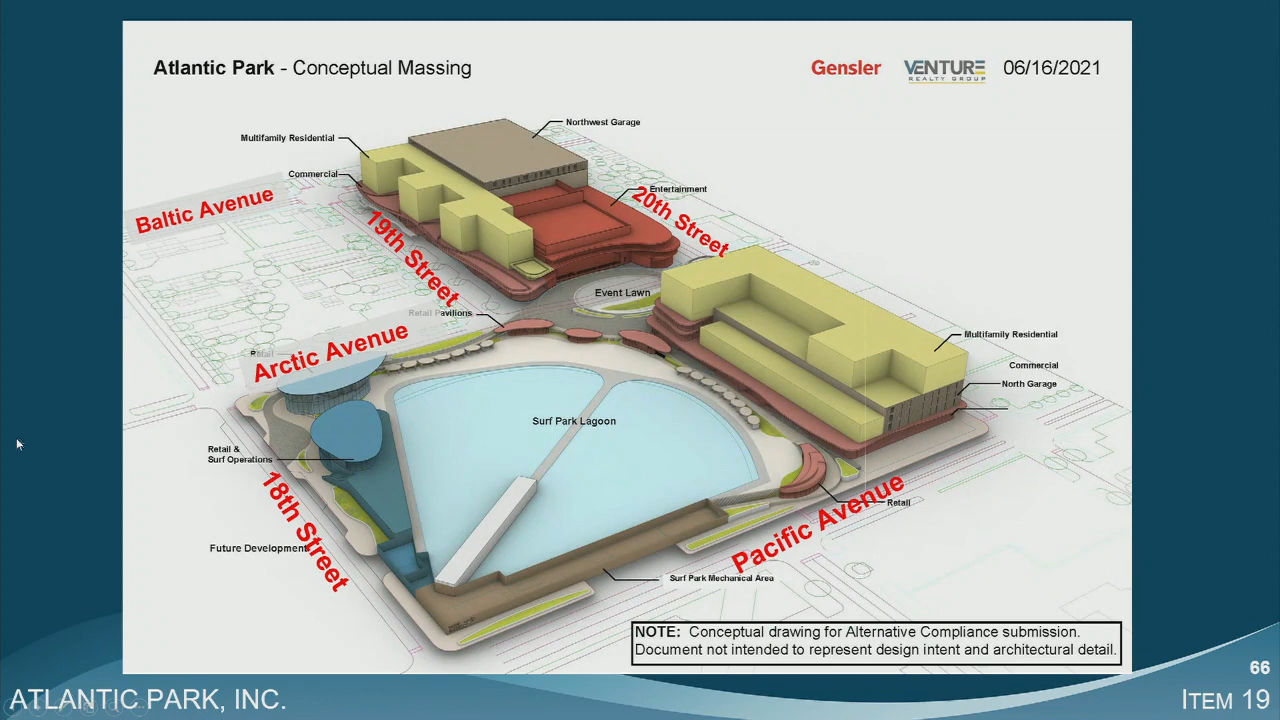 Atlantic Park - Conceptual Massing
Gensler
VENTURE
REALTY GROUP
06/16/2021
Northwest Garage
Multifamily Residential
Commercial
Entertainment
Baltic Avenue
20th Street
19th Street
Event Lawn
Retail Pavilions
Arctic Avenue
Retail
Multifamily Residential
Commercial
North Garage
Surf Park Lagoon
Retail &
Surf Operations
18th Street
Pacific Avenue
Retail
Future Development
Surf Park Mechanical Area
NOTE: Conceptual drawing for Alternative Compliance submission.
Document not intended to represent design intent and architectural detail.
66
ATLANTIC PARK, INC.
ITEM 19